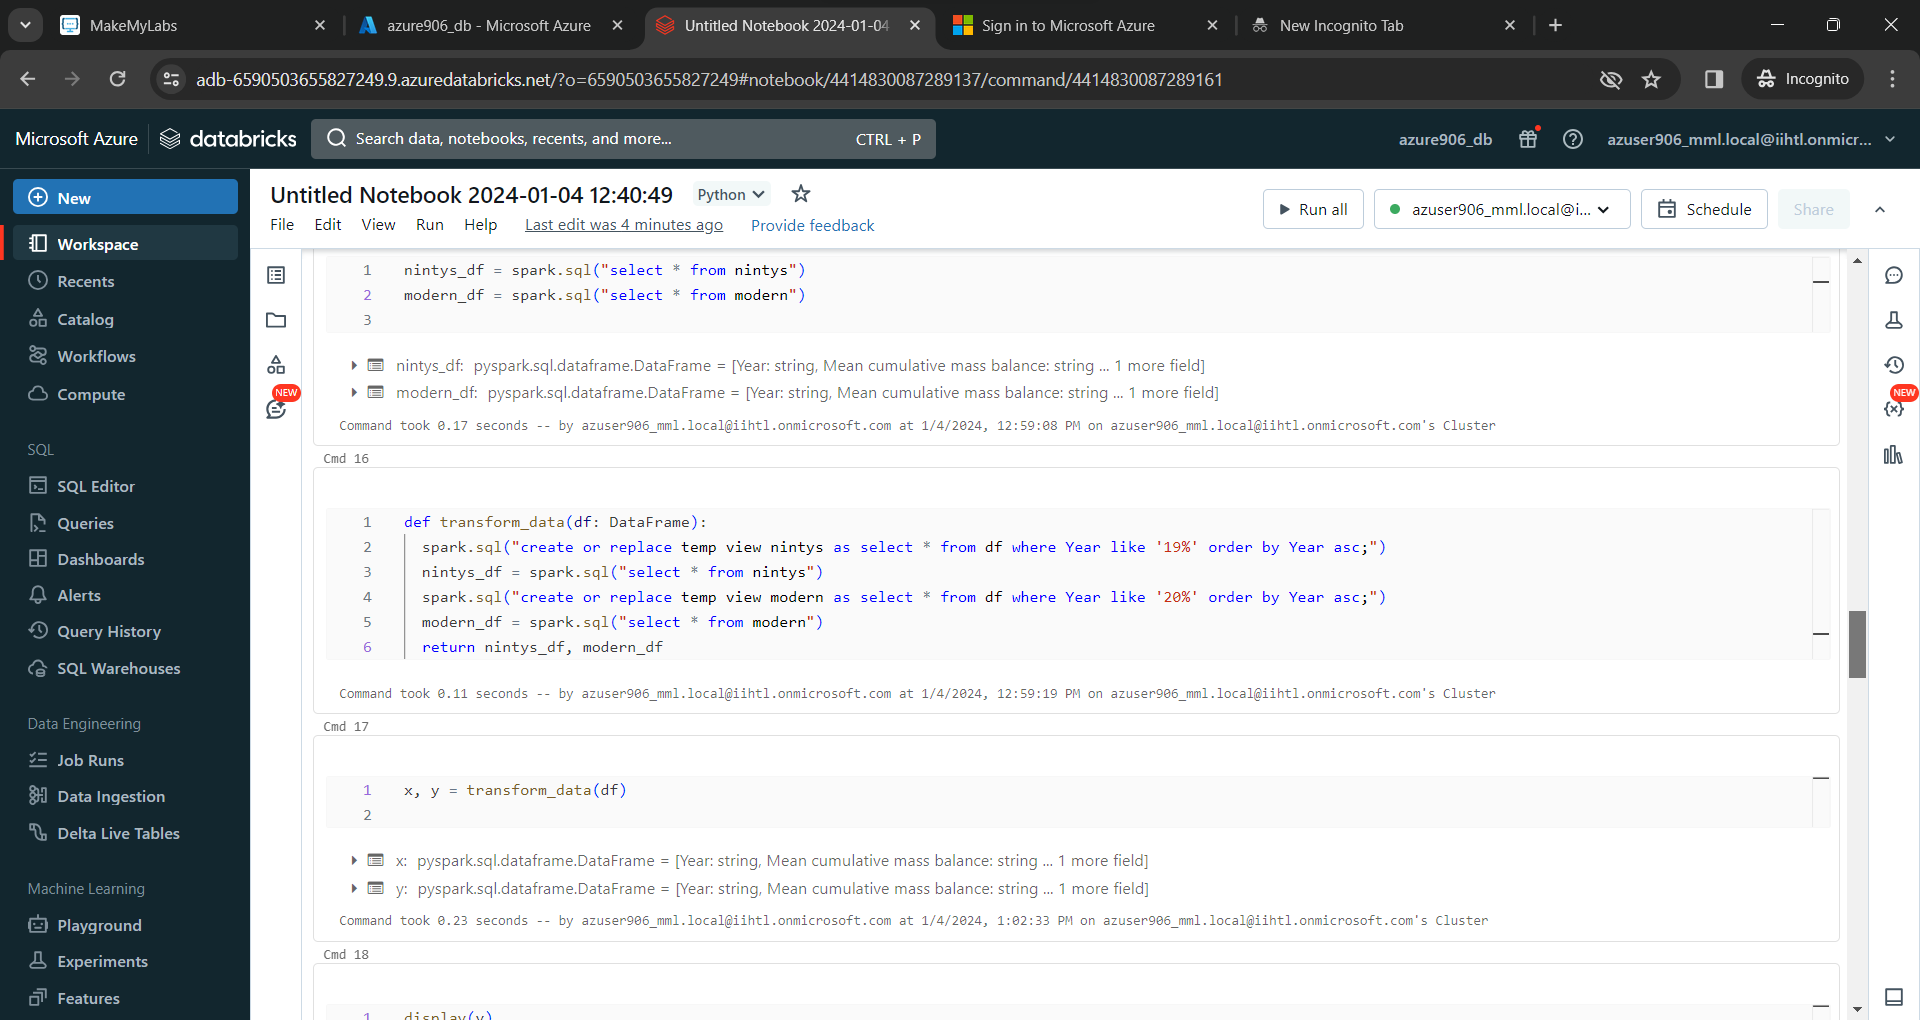 MakeMyLabs
azure906_db - Microsoft Azure
Untitled Notebook 2024-01-04
Sign in to Microsoft Azure
New Incognito Tab
adb-6590503655827249.9.azuredatabricks.net/?o=6590503655827249#notebook/4414830087289137/command/4414830087289161
Incognito
Microsoft Azure
databricks
Search data, notebooks, recents, and more...
CTRL + P
azure906_db
azuser906_mml.local@iihtl.onmicr...
New
Workspace
Recents
Catalog
Workflows
Compute
SQL
SQL Editor
Queries
Dashboards
Alerts
Query History
SQL Warehouses
Data Engineering
Job Runs
Data Ingestion
Delta Live Tables
Machine Learning
Playground
Experiments
Features
Untitled Notebook 2024-01-04 12:40:49
Python
File Edit View Run Help Last edit was 4 minutes ago Provide feedback
Run all
azuser906_mml.local@i...
Schedule
Share
NEW
NEW
1 nintys_df = spark.sql("select * from nintys")
2 modern_df = spark.sql("select * from modern")
3
nintys_df: pyspark.sql.dataframe.DataFrame = [Year: string, Mean cumulative mass balance: string ... 1 more field]
modern_df: pyspark.sql.dataframe.DataFrame = [Year: string, Mean cumulative mass balance: string ... 1 more field]
Command took 0.17 seconds -- by azuser906_mml.local@iihtl.onmicrosoft.com at 1/4/2024, 12:59:08 PM on azuser906_mml.local@iihtl.onmicrosoft.com's Cluster
Cmd 16
1 def transform_data(df: DataFrame):
2 spark.sql("create or replace temp view nintys as select * from df where Year like '19%' order by Year asc;")
3 nintys_df = spark.sql("select * from nintys")
4 spark.sql("create or replace temp view modern as select * from df where Year like '20%' order by Year asc;")
5 modern_df = spark.sql("select * from modern")
6 return nintys_df, modern_df
Command took 0.11 seconds -- by azuser906_mml.local@iihtl.onmicrosoft.com at 1/4/2024, 12:59:19 PM on azuser906_mml.local@iihtl.onmicrosoft.com's Cluster
Cmd 17
1 x, y = transform_data(df)
2
x: pyspark.sql.dataframe.DataFrame = [Year: string, Mean cumulative mass balance: string ... 1 more field]
y: pyspark.sql.dataframe.DataFrame = [Year: string, Mean cumulative mass balance: string ... 1 more field]
Command took 0.23 seconds -- by azuser906_mml.local@iihtl.onmicrosoft.com at 1/4/2024, 1:02:33 PM on azuser906_mml.local@iihtl.onmicrosoft.com's Cluster
Cmd 18
1 display(y)